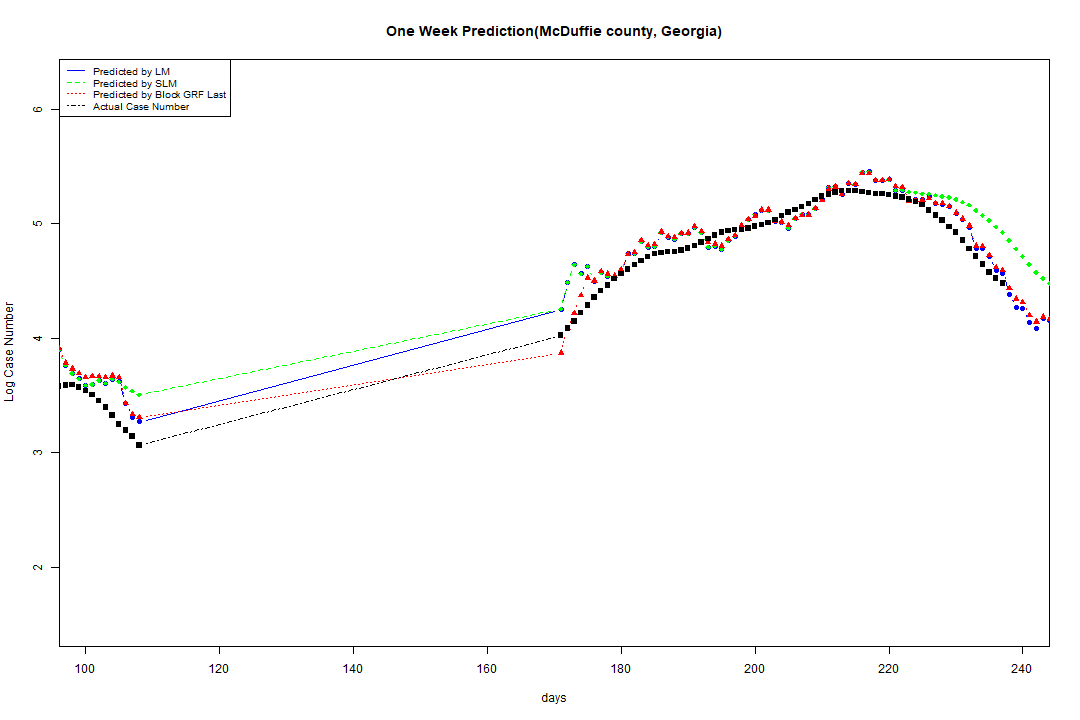 One Week Prediction(McDuffie county, Georgia)
Predicted by LM
Predicted by SLM
Predicted by Block GRF Last
Actual Case Number
6
5
4
3
2
Log Case Number
100 120 140 160 180 200 220 240
days